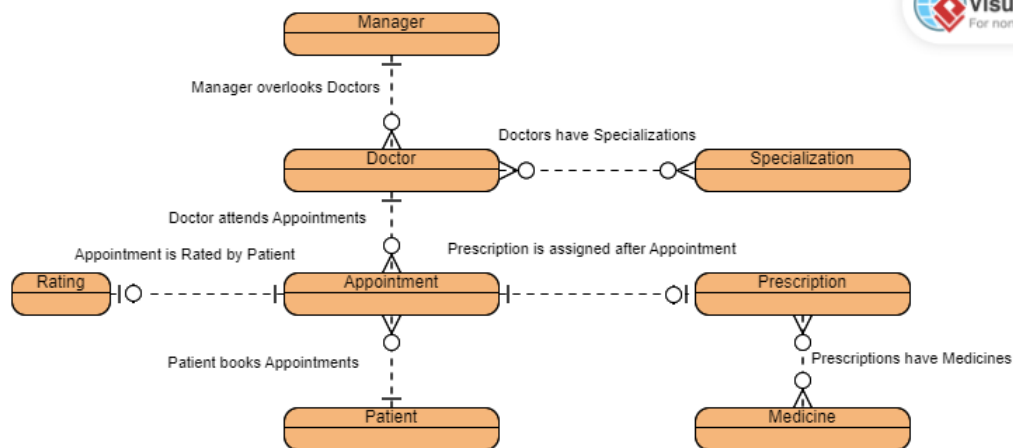 Manager
Manager overlooks Doctors
Doctors have Specializations
Doctor
Specialization
Doctor attends Appointments
Appointment is Rated by Patient
Prescription is assigned after Appointment
Rating
Appointment
Prescription
Patient books Appointments
Prescriptions have Medicines
Patient
Medicine